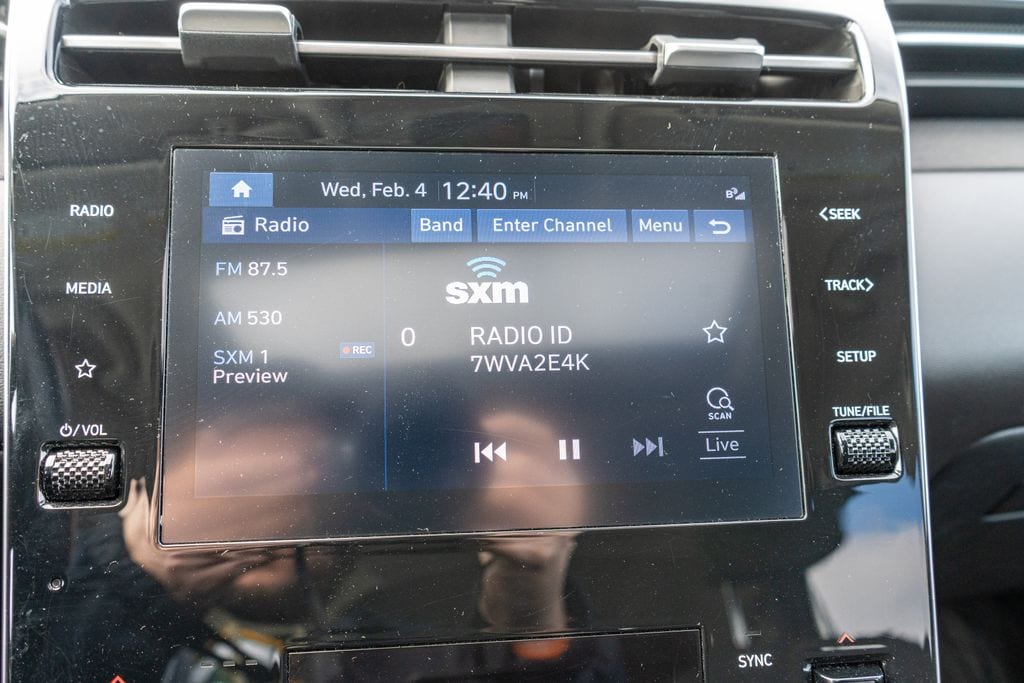 Wed, Feb. 4 12:40 PM
B
RADIO
Radio Band Enter Channel Menu
<SEEK
FM 87.5
sxm
MEDIA
TRACK>
AM 530
0 RADIO ID
SXM 1 REC
Preview
7WVA2E4K
SETUP
SCAN
TUNE/FILE
/VOL
Live
SYNC